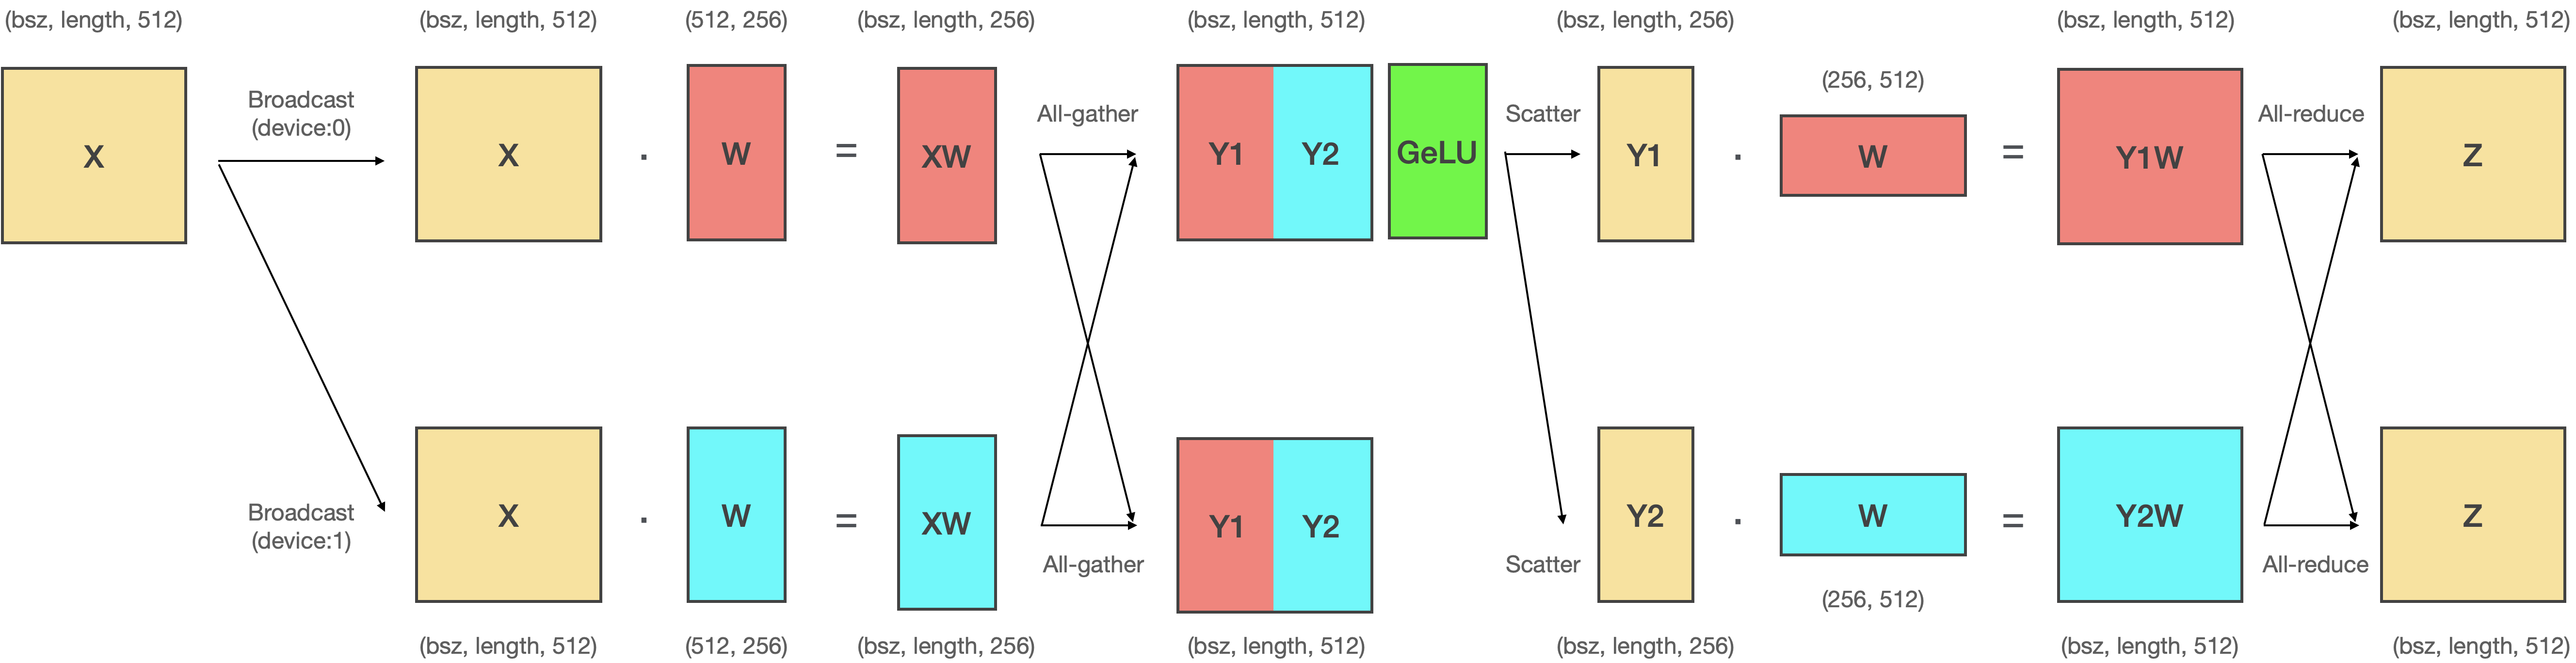 (bsz, length, 512)
(bsz, length, 512)
(512, 256)
(bsz, length, 256)
(bsz, length, 512)
(bsz, length, 256)
(bsz, length, 512)
(bsz, length, 512)
X
Broadcast
(device:0)
X
·
W
=
XW
All-gather
Y1
Y2
GeLU
Scatter
Y1
·
(256, 512)
W
=
Y1W
All-reduce
Z
Broadcast
(device:1)
X
·
W
=
XW
All-gather
Y1
Y2
Scatter
Y2
·
W
(256, 512)
=
Y2W
All-reduce
Z
(bsz, length, 512)
(512, 256)
(bsz, length, 256)
(bsz, length, 512)
(bsz, length, 256)
(bsz, length, 512)
(bsz, length, 512)